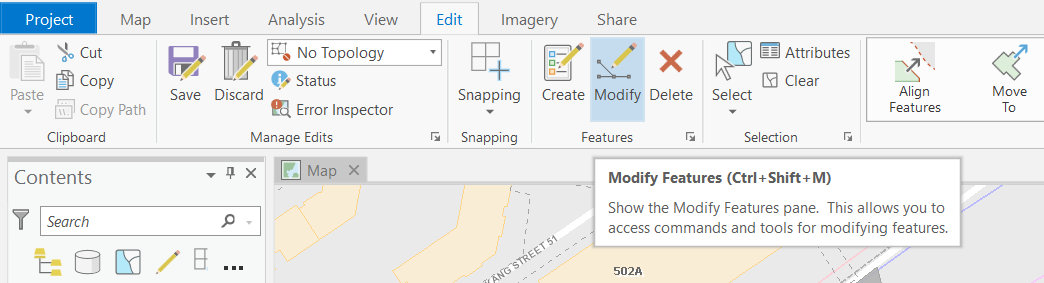 Project Map Insert Analysis View Edit Imagery Share
Paste
Cut
Copy
Copy Path
Clipboard
Save
Discard
No Topology
Status
Error Inspector
Manage Edits
Snapping
Snapping
Create
Modify
Delete
Features
Select
Attributes
Clear
Selection
Align
Features
Move
To
Contents
Search
Map
Modify Features (Ctrl+Shift+M)
Show the Modify Features pane. This allows you to
access commands and tools for modifying features.
STREET 51
502A